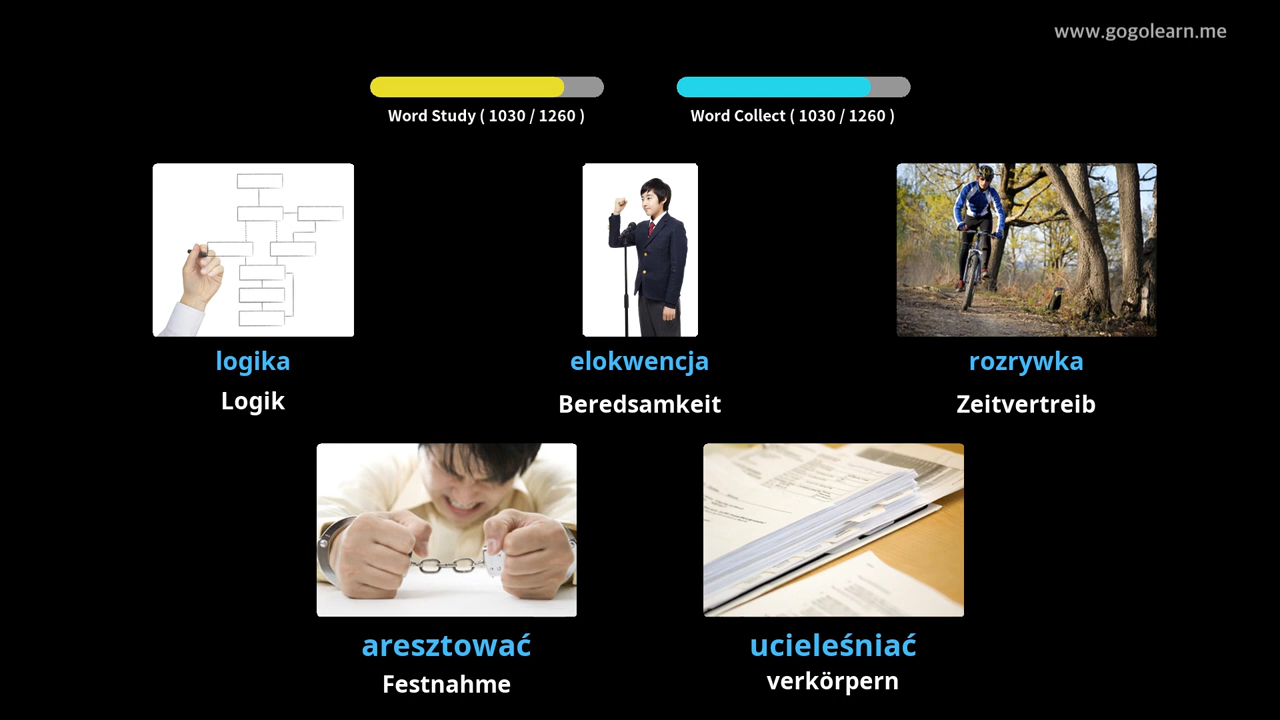 www.gogolearn.me
Word Study ( 1030 / 1260 )
Word Collect ( 1030 / 1260 )
logika
Logik
elokwencja
Beredsamkeit
rozrywka
Zeitvertreib
aresztować
Festnahme
ucieleśniać
verkörpern